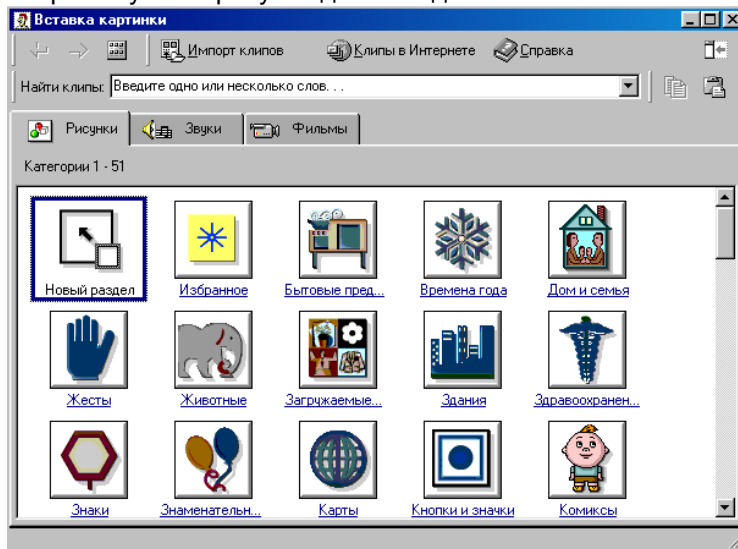 Вставка картинки
Импорт клипов Клипы в Интернете Справка
Найти клипы: Введите одно или несколько слов. . .
Рисунки Звуки Фильмы
Категории 1 - 51
Новый раздел Избранное Бытовые пред... Времена года Дом и семья
Жесты Животные Загружаемые... Здания Здравоохранен...
Знаки Знаменательн... Карты Кнопки и значки Комиксы